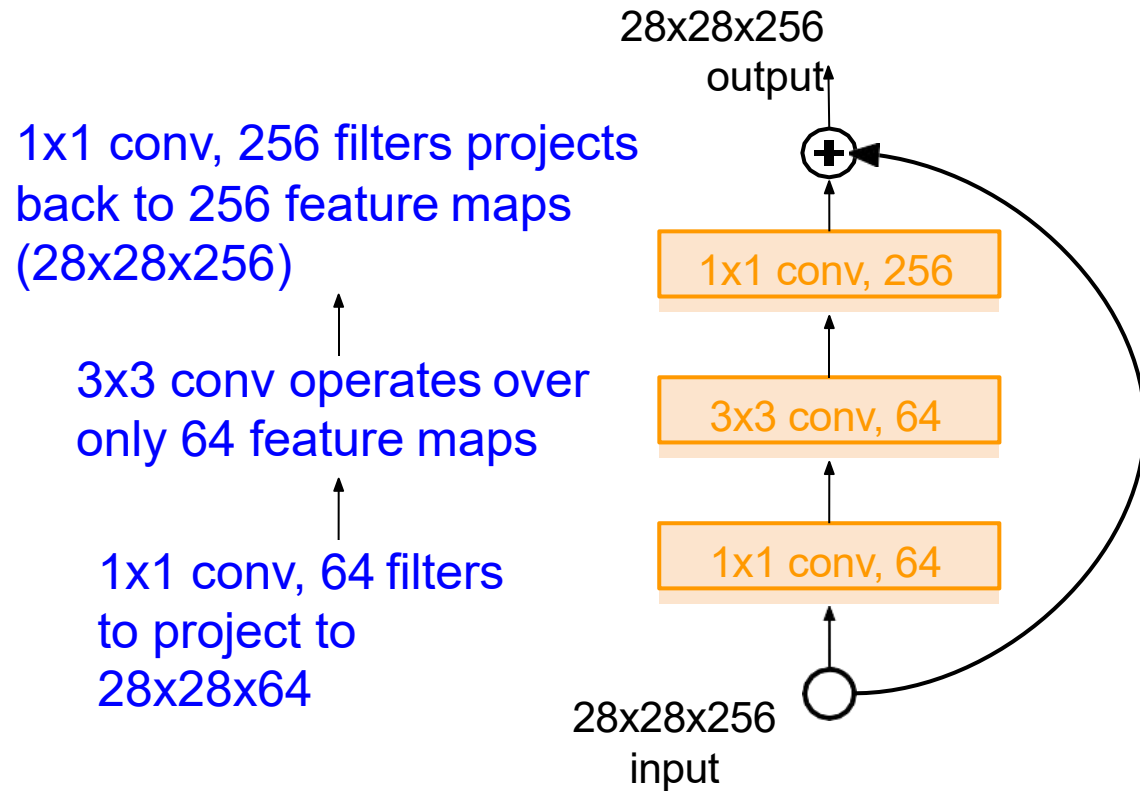 28x28x256
output
1x1 conv, 256 filters projects
back to 256 feature maps
(28x28x256)
3x3 conv operates over
only 64 feature maps
1x1 conv, 64 filters
to project to
28x28x64
+
1x1 conv, 256
3x3 conv, 64
1x1 conv, 64
28x28x256
input